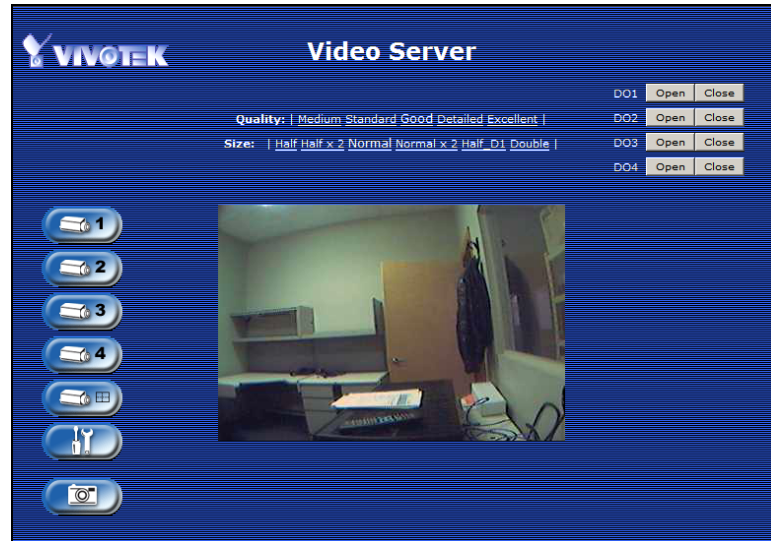 VIVOTEK
Video Server
DO1 Open Close
Quality: | Medium Standard Good Detailed Excellent |
DO2 Open Close
Size: | Half Half x 2 Normal Normal x 2 Half_D1 Double |
DO3 Open Close
DO4 Open Close
1
2
3
4